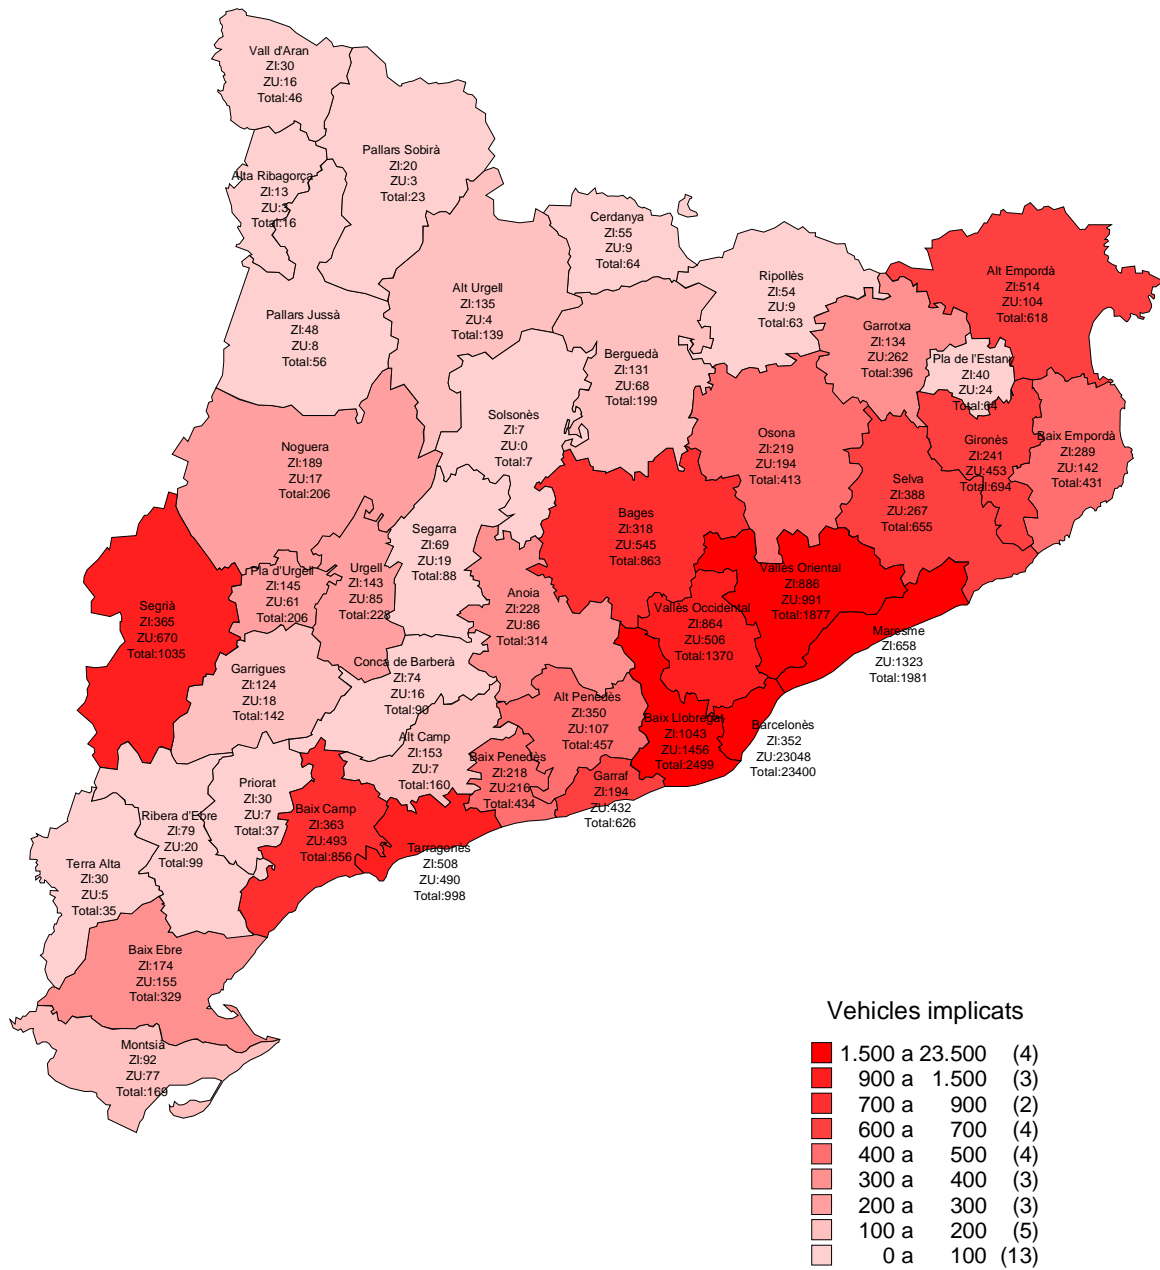 Vall d'Aran
ZI:30
ZU:16
Total:46
Pallars Sobirà
ZI:20
ZU:3
Total:23
Alta Ribagorça
ZI:13
ZU:3
Total:16
Cerdanya
ZI:55
ZU:9
Total:64
Ripollès
ZI:54
ZU:9
Total:63
Alt Empordà
ZI:514
ZU:104
Total:618
Alt Urgell
ZI:135
ZU:4
Total:139
Pallars Jussà
ZI:48
ZU:8
Total:56
Garrotxa
ZI:134
ZU:262
Total:396
Berguedà
ZI:131
ZU:68
Total:199
Pla de l'Estany
ZI:40
ZU:24
Total:64
Solsonès
ZI:7
ZU:0
Total:7
Noguera
ZI:189
ZU:17
Total:206
Osona
ZI:219
ZU:194
Total:413
Gironès
ZI:241
ZU:453
Total:694
Baix Empordà
ZI:289
ZU:142
Total:431
Selva
ZI:388
ZU:267
Total:655
Bages
ZI:318
ZU:545
Total:863
Segarra
ZI:69
ZU:19
Total:88
Pla d'Urgell
ZI:145
ZU:61
Total:206
Urgell
ZI:143
ZU:85
Total:228
Vallès Oriental
ZI:886
ZU:991
Total:1877
Segrià
ZI:365
ZU:670
Total:1035
Anoia
ZI:228
ZU:86
Total:314
Vallès Occidental
ZI:864
ZU:506
Total:1370
Maresme
ZI:658
ZU:1323
Total:1981
Garrigues
ZI:124
ZU:18
Total:142
Conca de Barberà
ZI:74
ZU:16
Total:90
Alt Penedès
ZI:350
ZU:107
Total:457
Baix Llobregat
ZI:1043
ZU:1456
Total:2499
Barcelonès
ZI:352
ZU:23048
Total:23400
Alt Camp
ZI:153
ZU:7
Total:160
Baix Penedès
ZI:218
ZU:216
Total:434
Garraf
ZI:194
ZU:432
Total:626
Priorat
ZI:30
ZU:7
Total:37
Baix Camp
ZI:363
ZU:493
Total:856
Ribera d'Ebre
ZI:79
ZU:20
Total:99
Tarragonès
ZI:508
ZU:490
Total:998
Terra Alta
ZI:30
ZU:5
Total:35
Baix Ebre
ZI:174
ZU:155
Total:329
Montsià
ZI:92
ZU:77
Total:169
Vehicles implicats
1.500 a 23.500 (4)
900 a 1.500 (3)
700 a 900 (2)
600 a 700 (4)
400 a 500 (4)
300 a 400 (3)
200 a 300 (3)
100 a 200 (5)
0 a 100 (13)